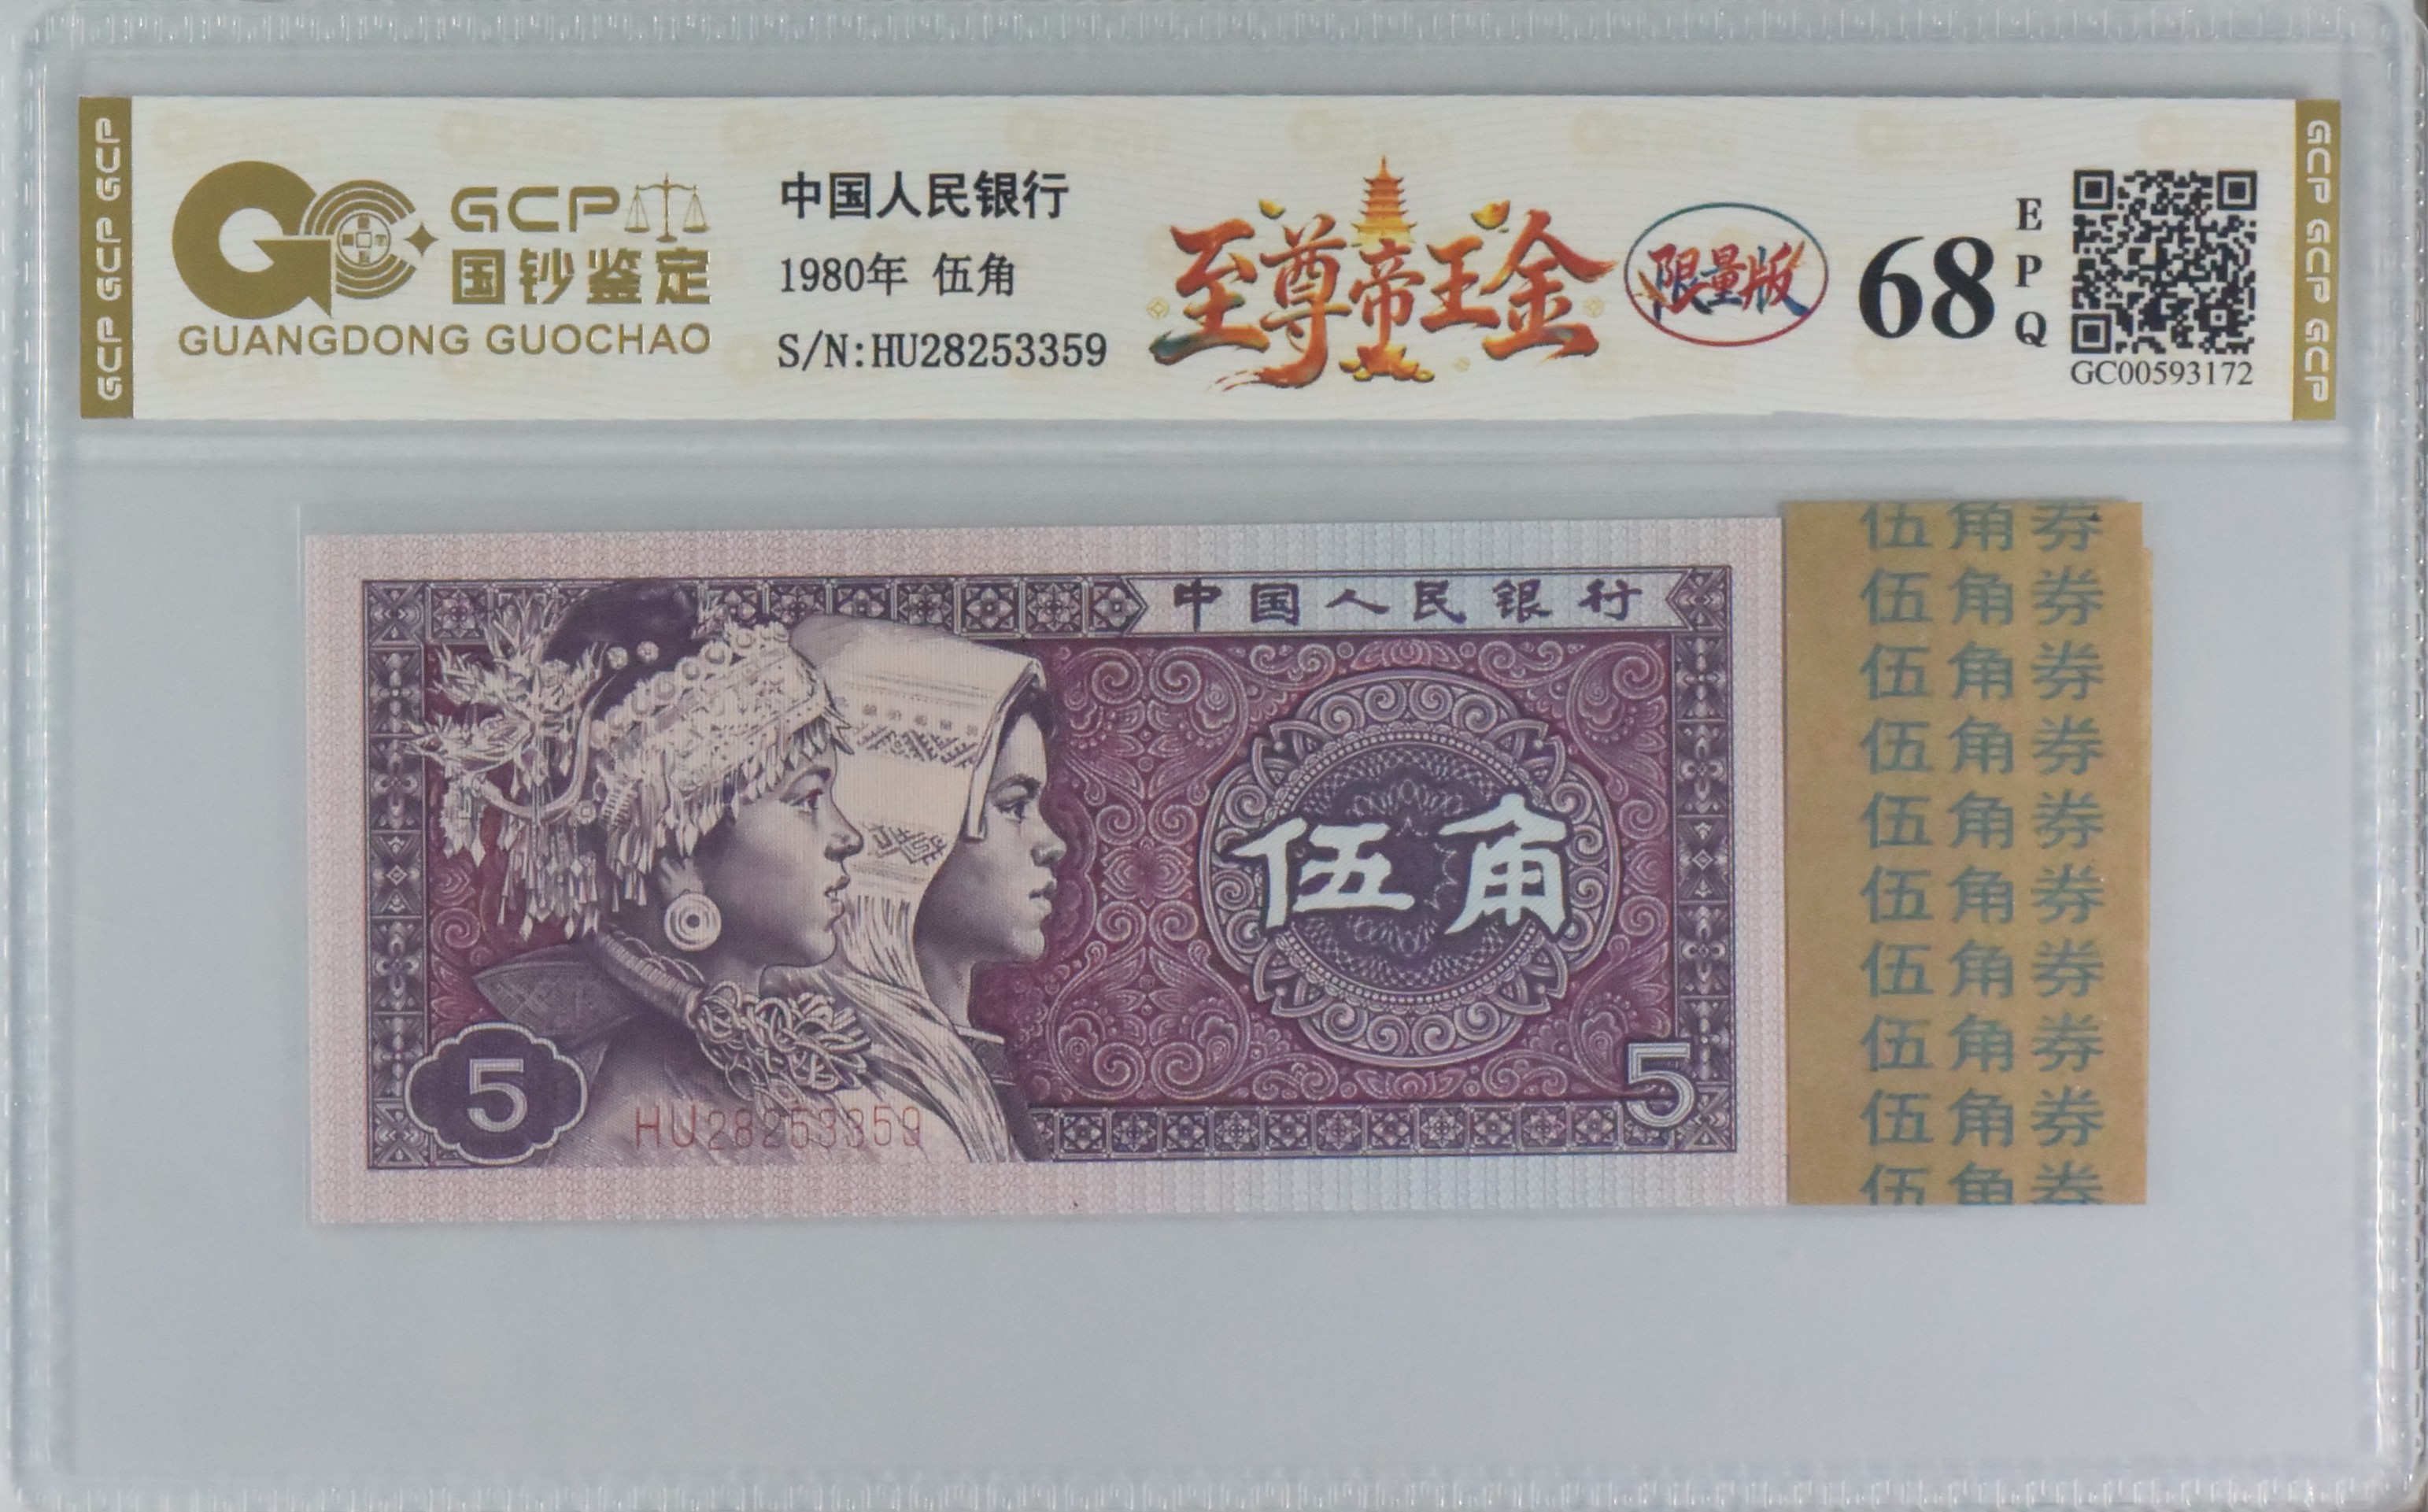 GCP GCP GCP
GCP
国钞鉴定
GUANGDONG GUOCHAO
中国人民银行
1980年 伍角
S/N:HU28253359
至尊帝王金
限量版
68
E
P
Q
GC00593172
GCP GCP GCP
中国人民银行
伍角
5
HU28253359
5
伍角券
伍角券
伍角券
伍角券
伍角券
伍角券
伍角券
伍角券
伍角券
伍角券